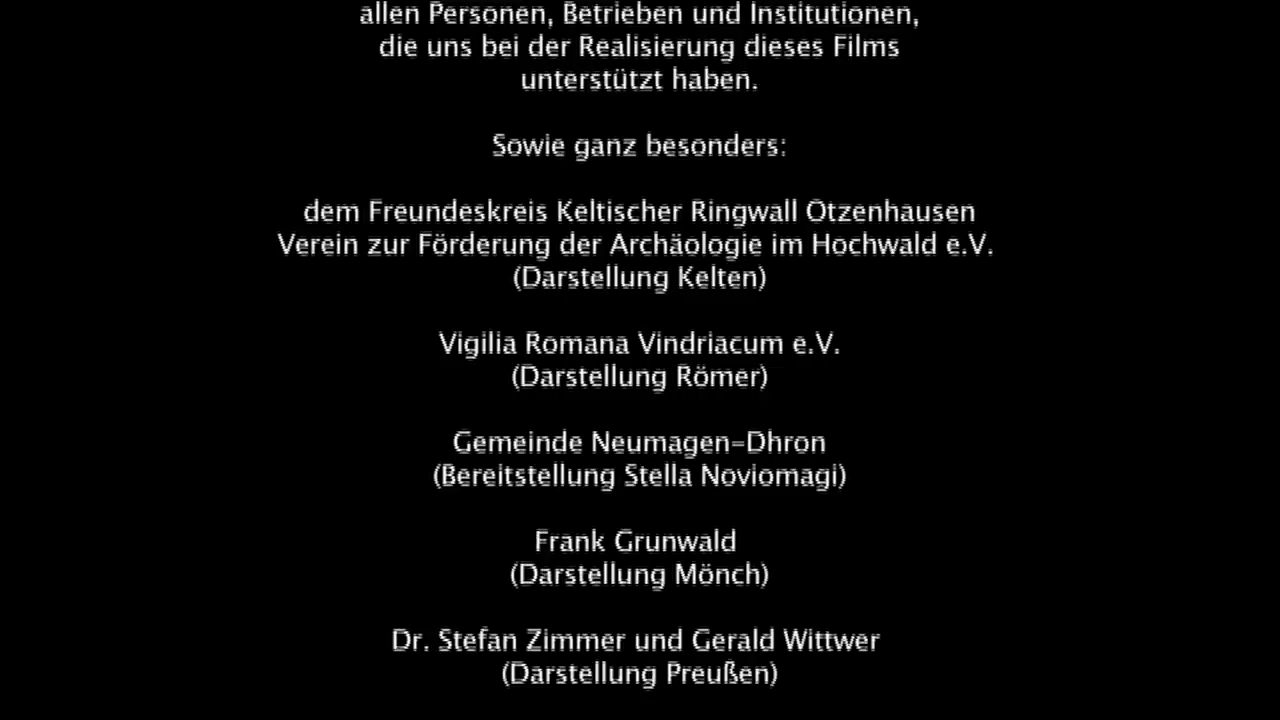 allen Personen, Betrieben und Institutionen,
die uns bei der Realisierung dieses Films
unterstützt haben.
Sowie ganz besonders:
dem Freundeskreis Keltischer Ringwall Otzenhausen
Verein zur Förderung der Archäologie im Hochwald e.V.
(Darstellung Kelten)
Vigilia Romana Vindriacum e.V.
(Darstellung Römer)
Gemeinde Neumagen-Dhron
(Bereitstellung Stella Noviomagi)
Frank Grunwald
(Darstellung Mönch)
Dr. Stefan Zimmer und Gerald Wittwer
(Darstellung Preußen)